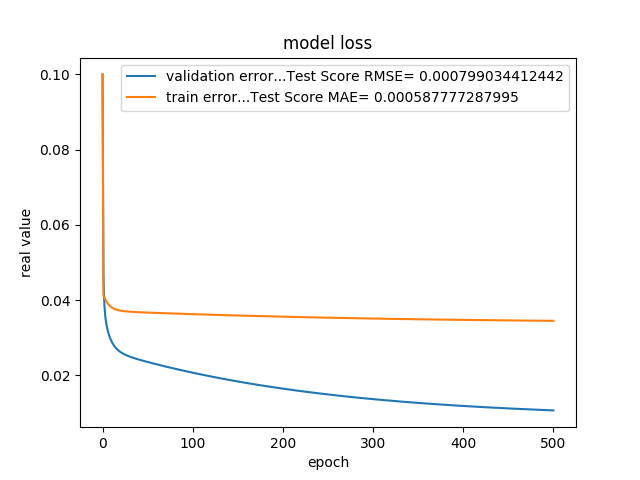 model loss
validation error...Test Score RMSE= 0.000799034412442
train error...Test Score MAE= 0.000587777287995
0.10
0.08
0.06
0.04
0.02
real value
0
100
200
300
400
500
epoch